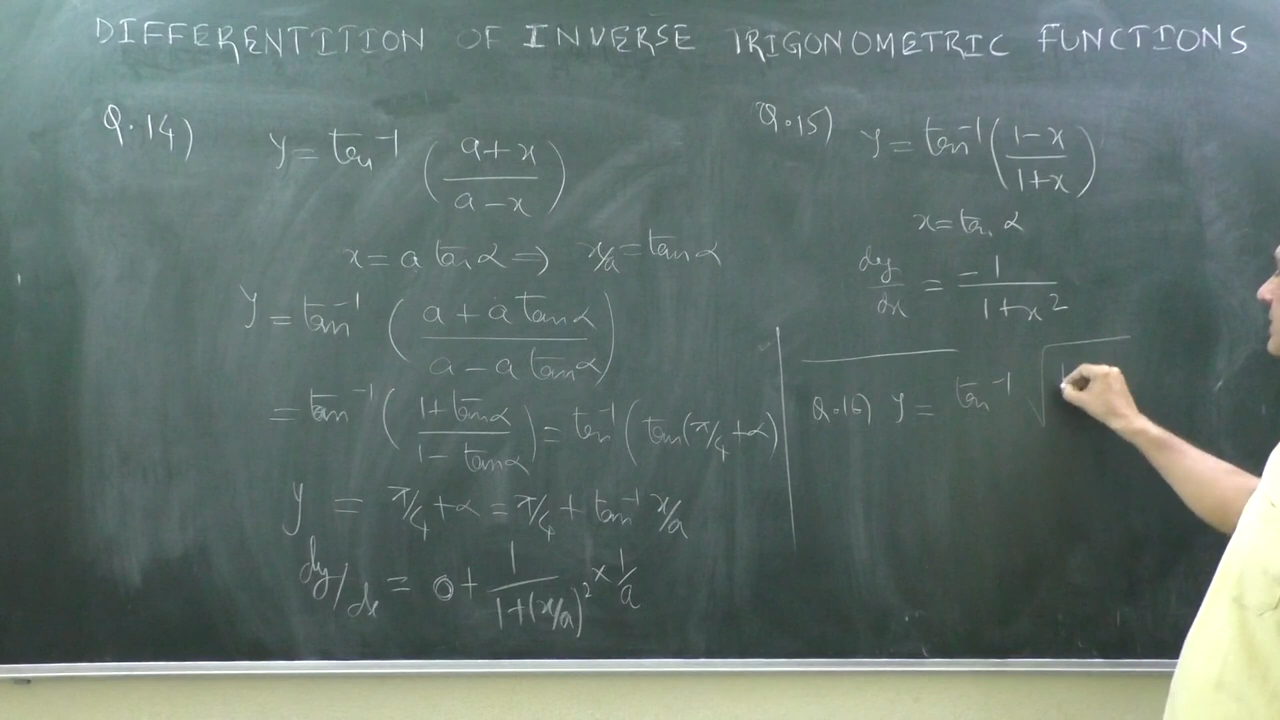 DIFFERENTITION OF INVERSE TRIGONOMETRIC FUNCTIONS
Q.14) y = tan⁻¹ ( (a+x) / (a-x) )
x = a tan α ⇒ x/a = tan α
y = tan⁻¹ ( (a + a tan α) / (a - a tan α) )
= tan⁻¹ ( (1 + tan α) / (1 - tan α) ) = tan⁻¹ ( tan(π/4 + α)
y = π/4 + α = π/4 + tan⁻¹ x/a
dy/dx = 0 + 1 / (1 + (x/a)²) × 1/a
Q.15) y = tan⁻¹ ( (1-x) / (1+x) )
x = tan α
dy/dx = -1 / (1+x²)
Q.16) y = tan⁻¹ √